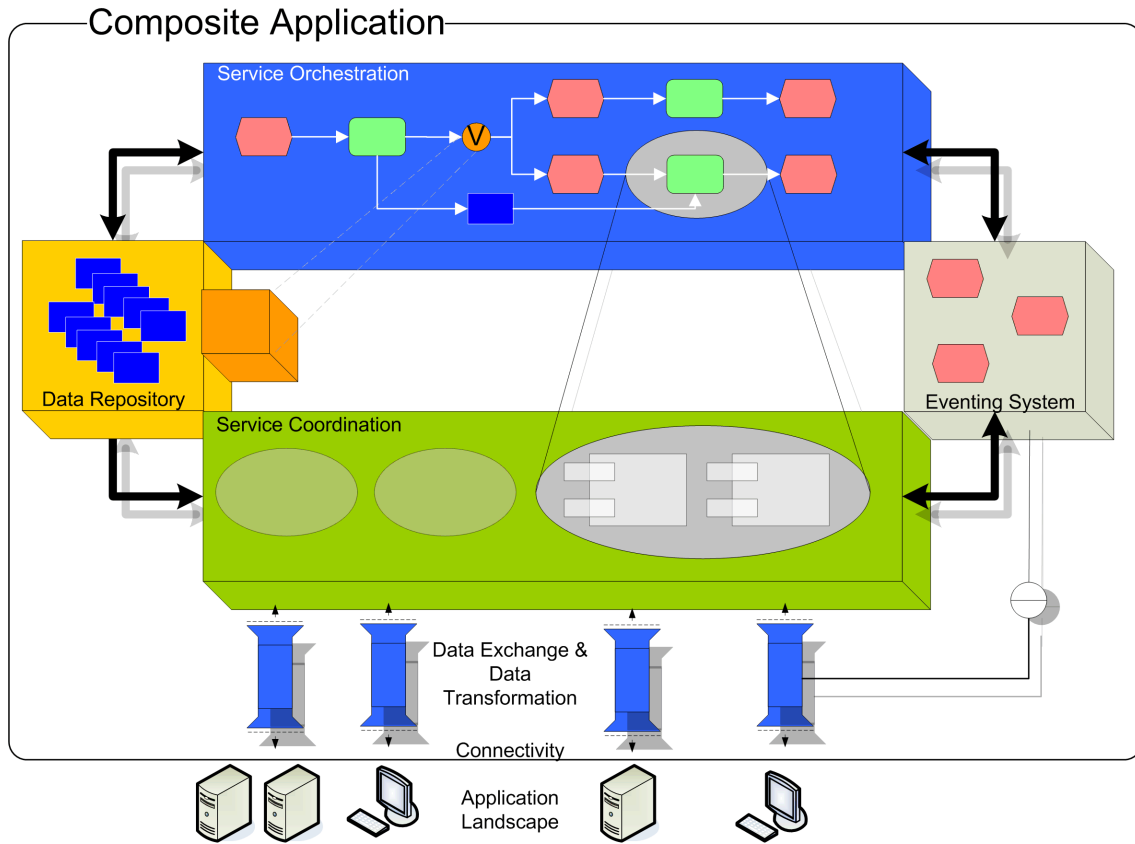 Composite Application
Service Orchestration
V
Data Repository
Eventing System
Service Coordination
Data Exchange &
Data
Transformation
Connectivity
Application
Landscape